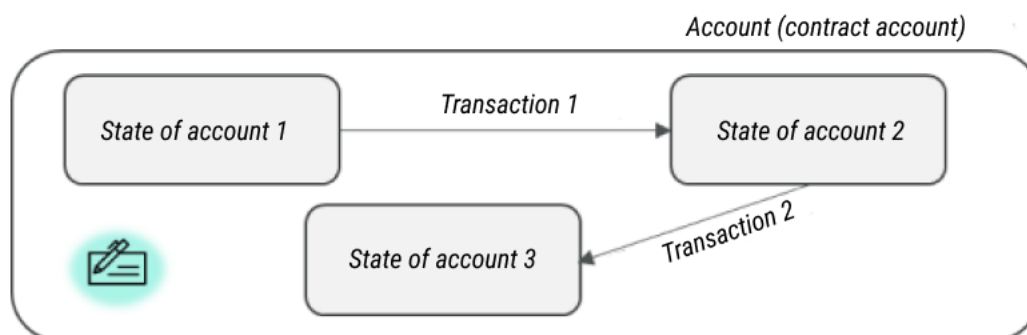 Account (contract account)
Transaction 1
State of account 1
State of account 2
Transaction 2
State of account 3